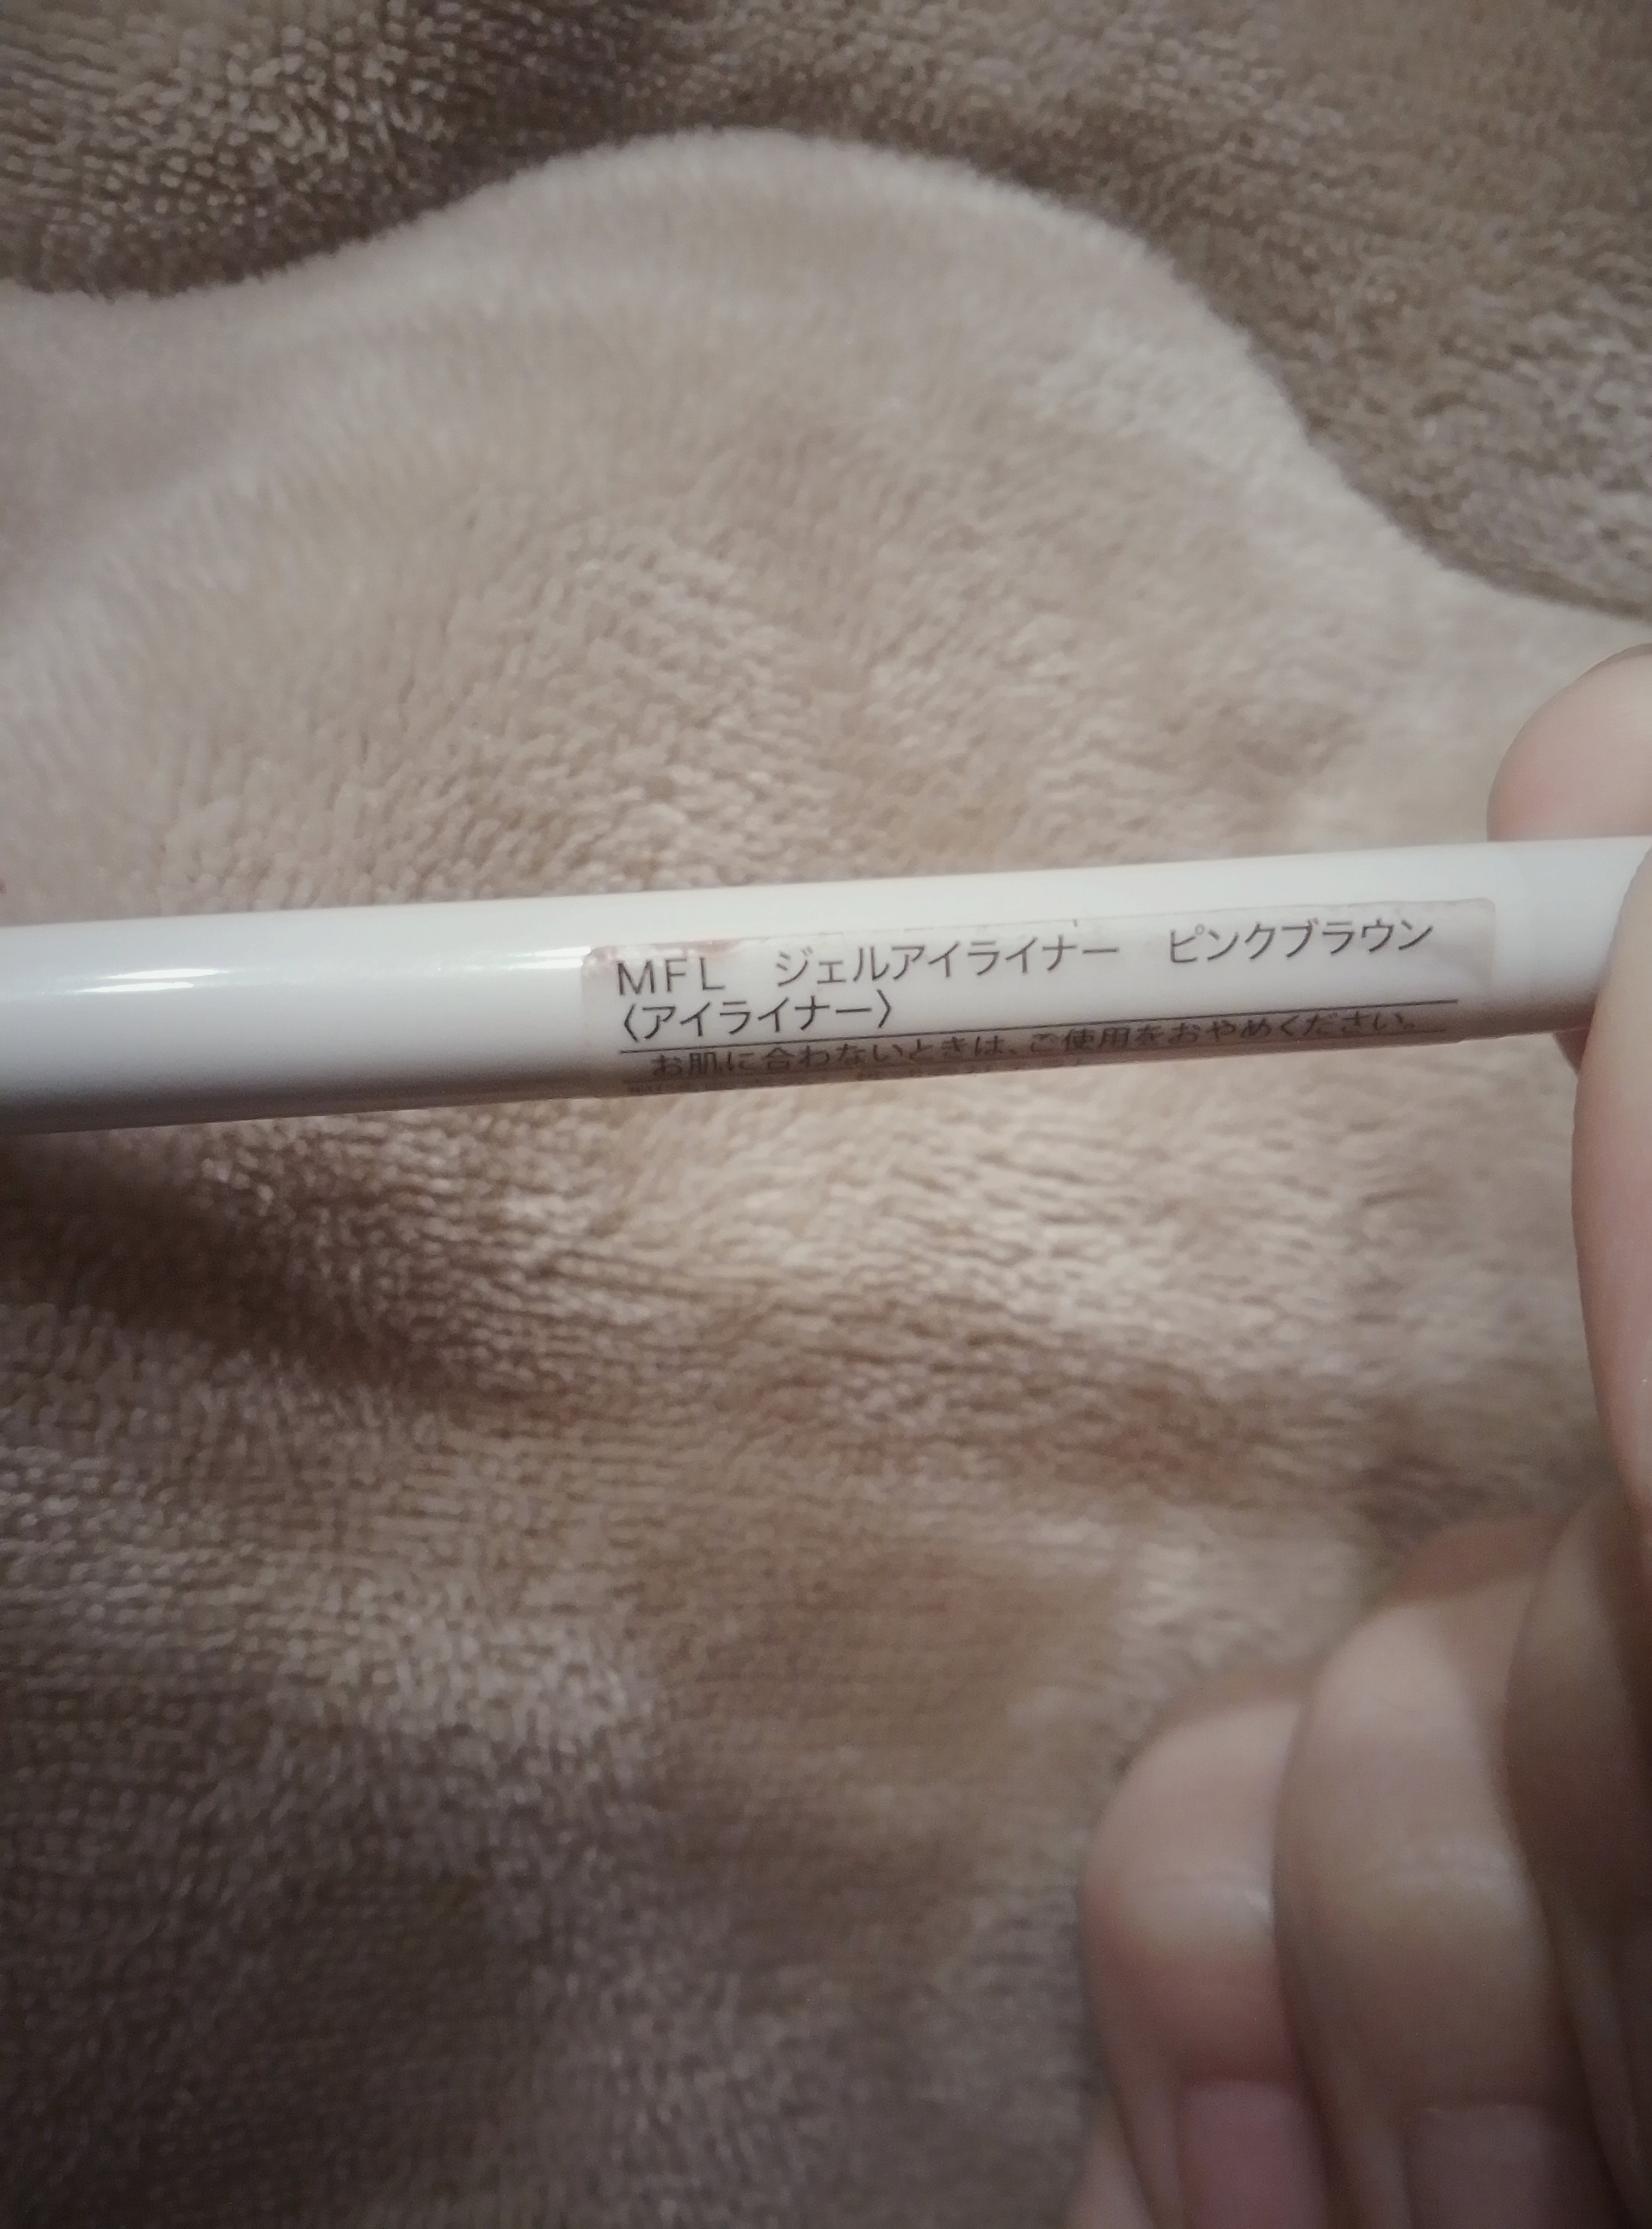 MFL　ジェルアイライナー　ピンクブラウン
〈アイライナー〉
お肌に合わないときは、ご使用をおやめください。